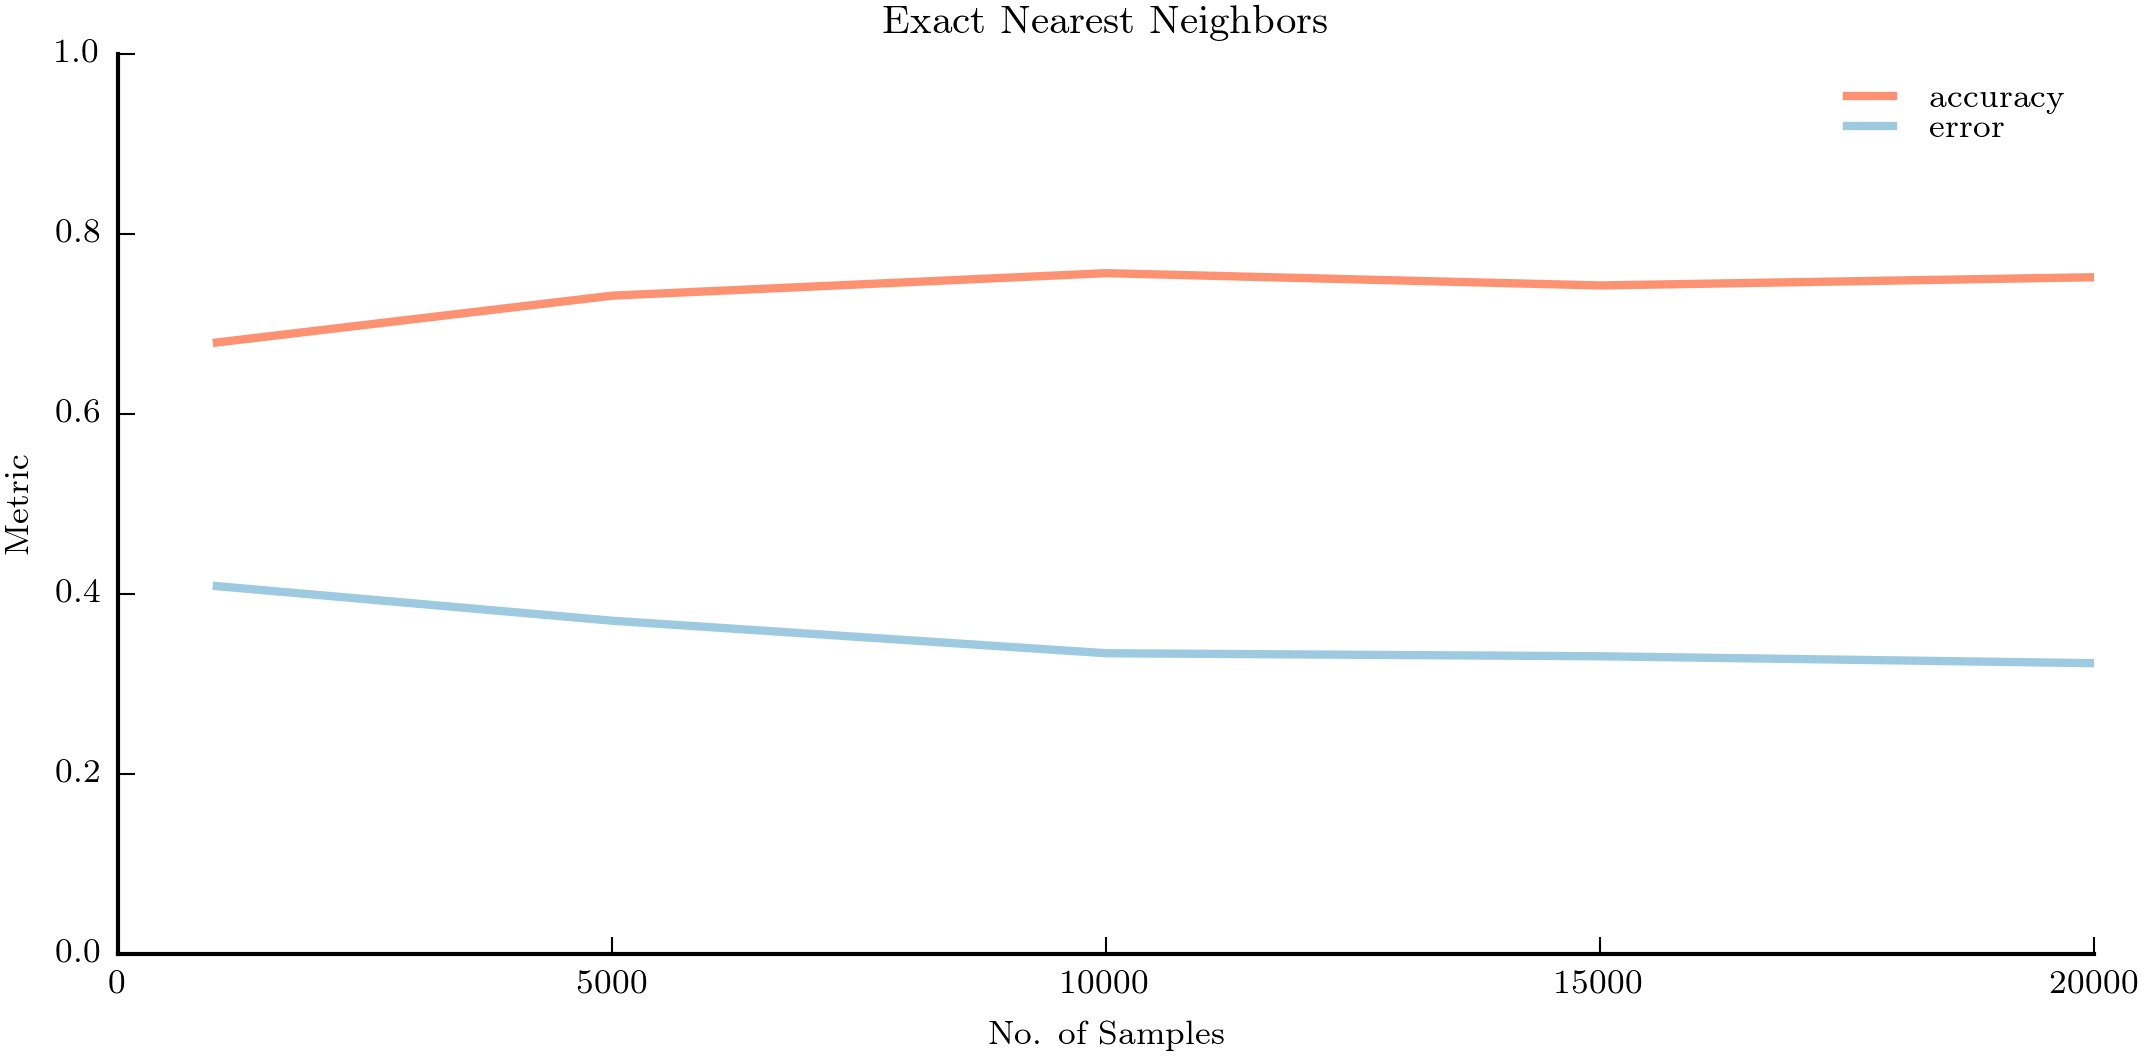 Exact Nearest Neighbors
1.0
accuracy
error
0.8
0.6
Metric
0.4
0.2
0.0
0 5000 10000 15000 20000
No. of Samples